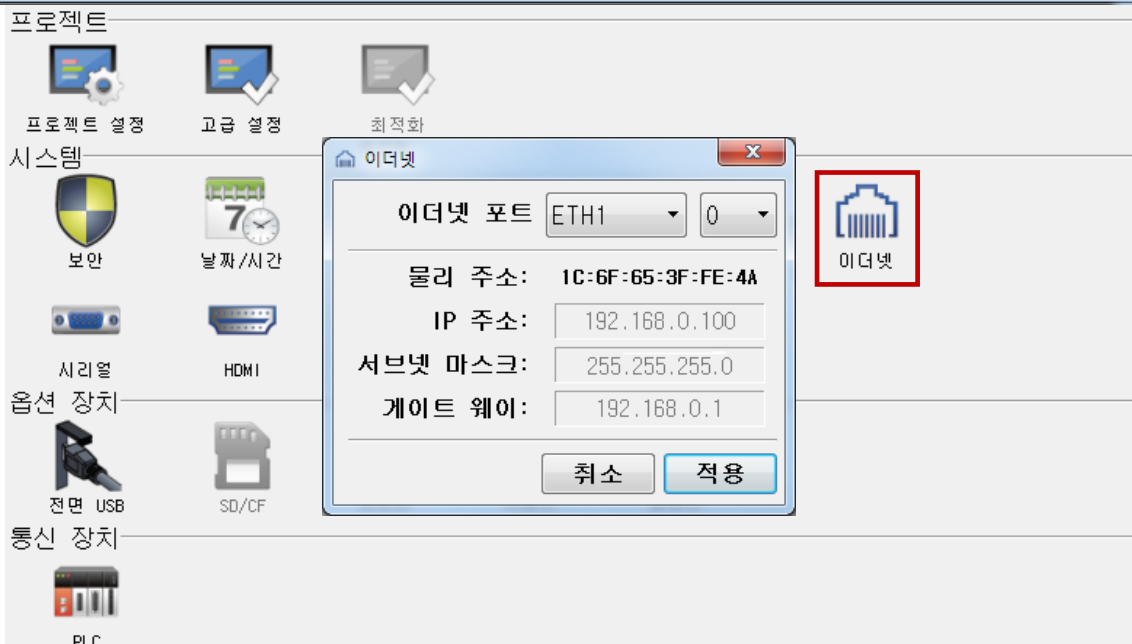 프로젝트
프로젝트 설정
고급 설정
최적화
시스템
보안
날짜/시간
이더넷
시리얼
HDMI
옵션 장치
전면 USB
SD/CF
통신 장치
PLC
이더넷
이더넷 포트 ETH1 0
물리 주소: 1C:6F:65:3F:FE:4A
IP 주소: 192.168.0.100
서브넷 마스크: 255.255.255.0
게이트 웨이: 192.168.0.1
취소 적용